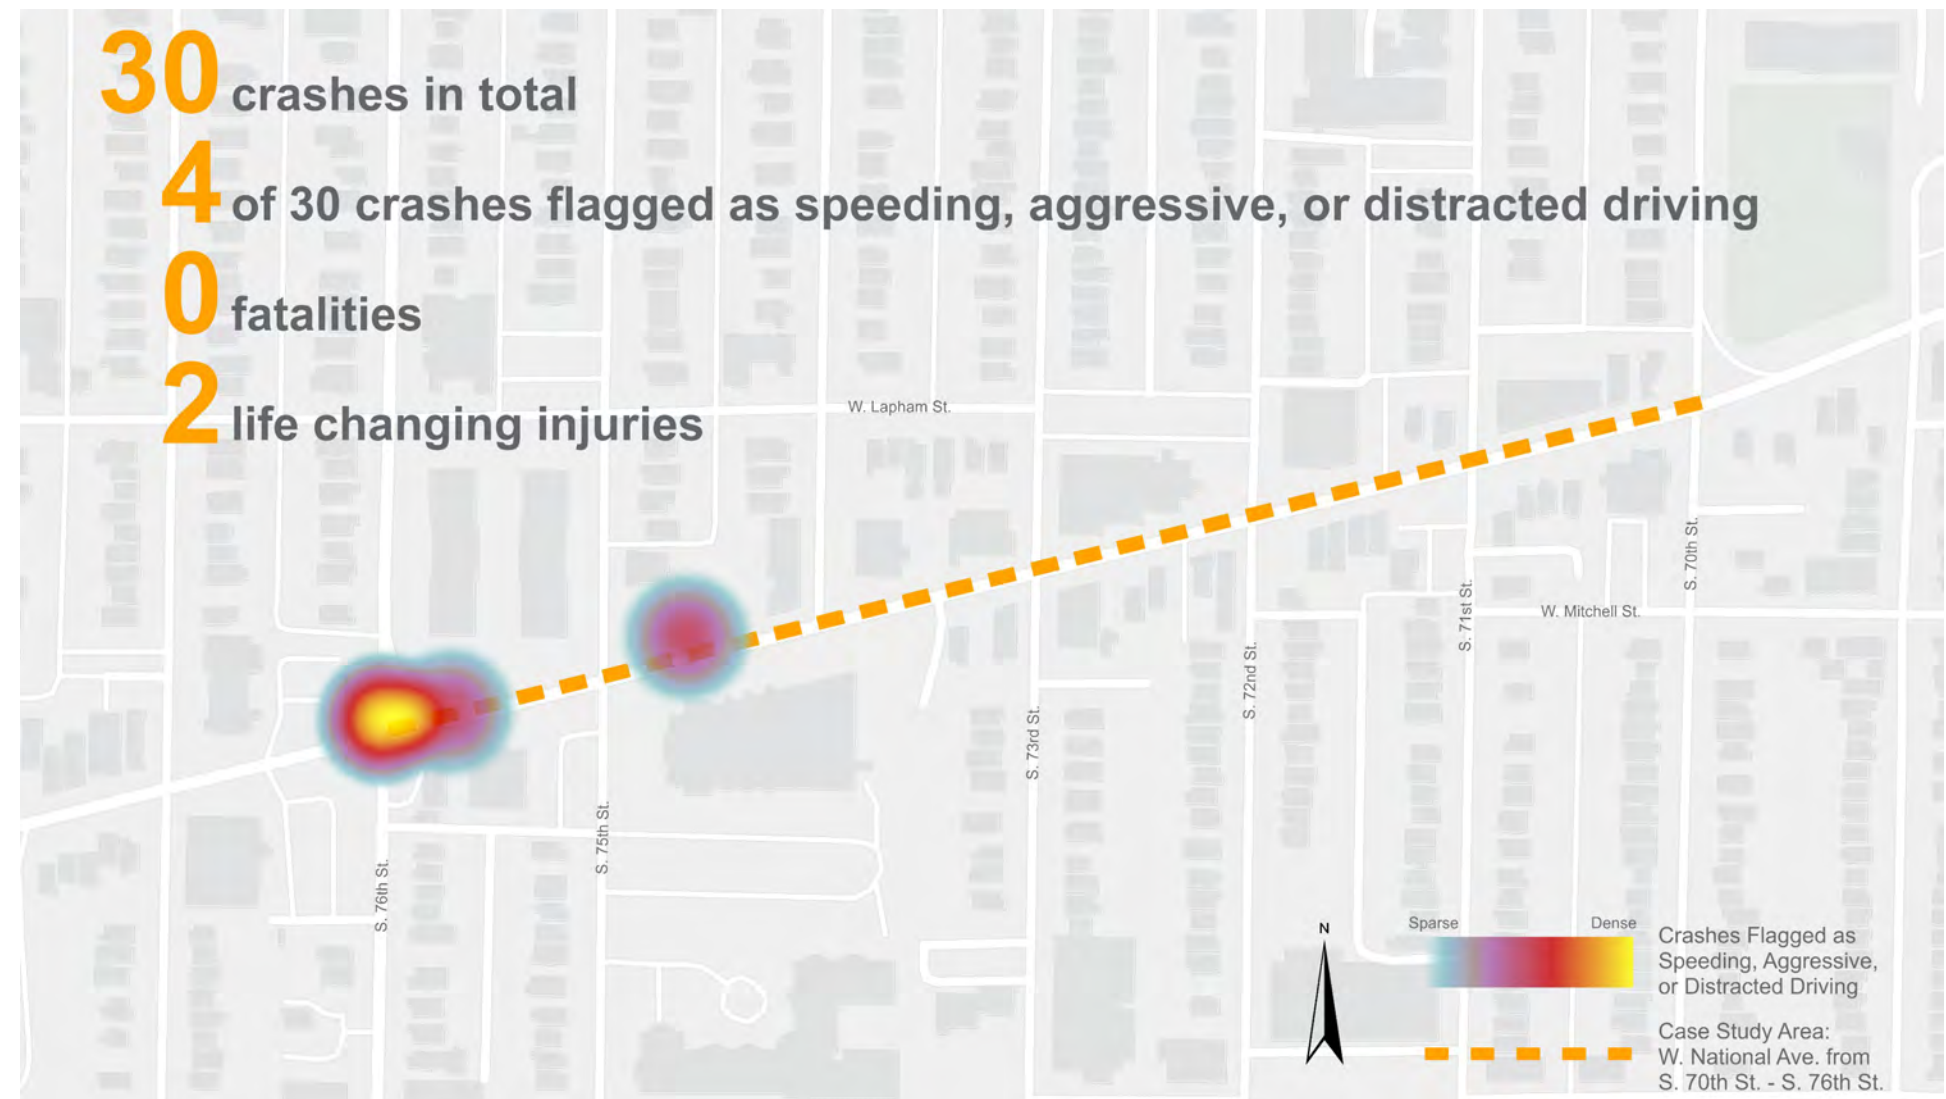 30 crashes in total
4 of 30 crashes flagged as speeding, aggressive, or distracted driving
0 fatalities
2 life changing injuries
W. Lapham St.
S. 70th St.
S. 71st St.
W. Mitchell St.
S. 72nd St.
S. 73rd St.
S. 75th St.
S. 76th St.
N
Sparse Dense
Crashes Flagged as
Speeding, Aggressive,
or Distracted Driving
Case Study Area:
W. National Ave. from
S. 70th St. - S. 76th St.